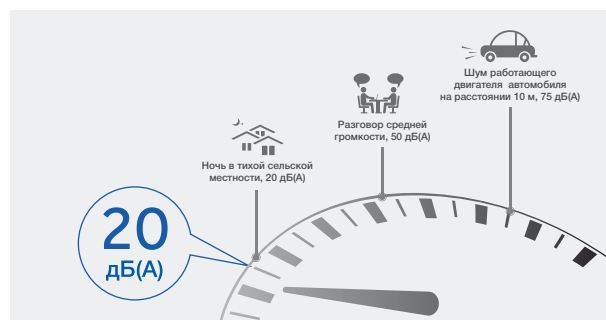 Шум работающего
двигателя автомобиля
на расстоянии 10 м, 75 дБ(А)
Разговор средней
громкости, 50 дБ(А)
Ночь в тихой сельской
местности, 20 дБ(А)
20
дБ(А)